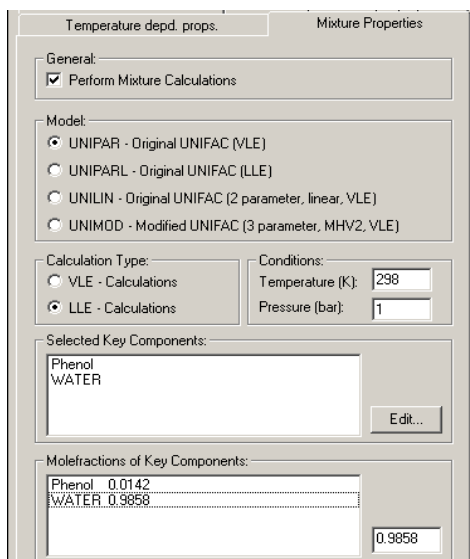 Temperature depd. props.
Mixture Properties
General:
Perform Mixture Calculations
Model:
UNIPAR - Original UNIFAC (VLE)
UNIPARL - Original UNIFAC (LLE)
UNILIN - Original UNIFAC (2 parameter, linear, VLE)
UNIMOD - Modified UNIFAC (3 parameter, MHV2, VLE)
Calculation Type:
VLE - Calculations
LLE - Calculations
Conditions:
Temperature (K): 298
Pressure (bar): 1
Selected Key Components:
Phenol
WATER
Edit...
Molefractions of Key Components:
Phenol 0.0142
WATER 0.9858
0.9858